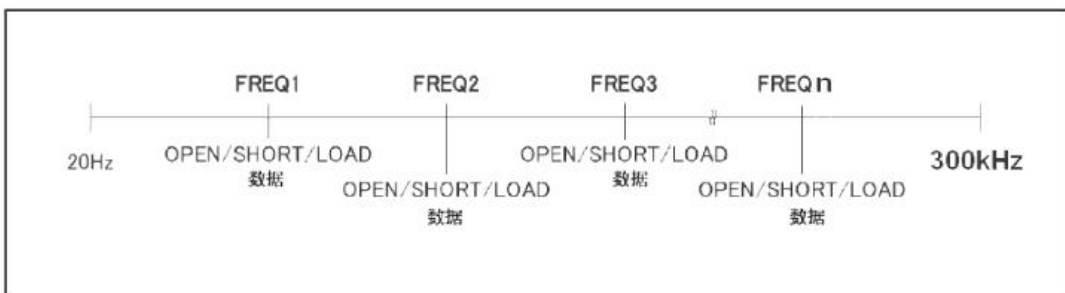 FREQ1 FREQ2 FREQ3 FREQn
20Hz OPEN/SHORT/LOAD OPEN/SHORT/LOAD 300kHz
数据 数据
OPEN/SHORT/LOAD OPEN/SHORT/LOAD
数据 数据